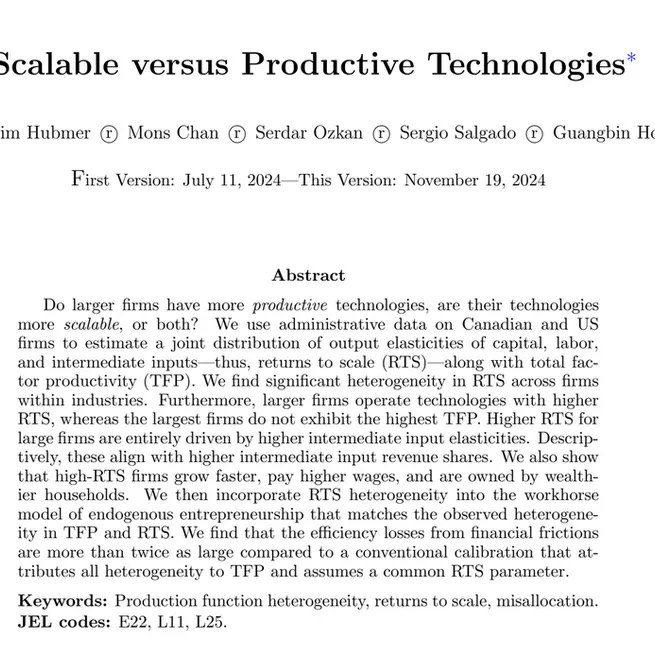 Scalable versus Productive Technologies*
im Hubmer ⓡ Mons Chan ⓡ Serdar Ozkan ⓡ Sergio Salgado ⓡ Guangbin Ho
First Version: July 11, 2024—This Version: November 19, 2024
Abstract
Do larger firms have more productive technologies, are their technologies
more scalable, or both? We use administrative data on Canadian and US
firms to estimate a joint distribution of output elasticities of capital, labor,
and intermediate inputs—thus, returns to scale (RTS)—along with total fac-
tor productivity (TFP). We find significant heterogeneity in RTS across firms
within industries. Furthermore, larger firms operate technologies with higher
RTS, whereas the largest firms do not exhibit the highest TFP. Higher RTS for
large firms are entirely driven by higher intermediate input elasticities. Descrip-
tively, these align with higher intermediate input revenue shares. We also show
that high-RTS firms grow faster, pay higher wages, and are owned by wealth-
ier households. We then incorporate RTS heterogeneity into the workhorse
model of endogenous entrepreneurship that matches the observed heterogene-
ity in TFP and RTS. We find that the efficiency losses from financial frictions
are more than twice as large compared to a conventional calibration that at-
tributes all heterogeneity to TFP and assumes a common RTS parameter.
Keywords: Production function heterogeneity, returns to scale, misallocation.
JEL codes: E22, L11, L25.